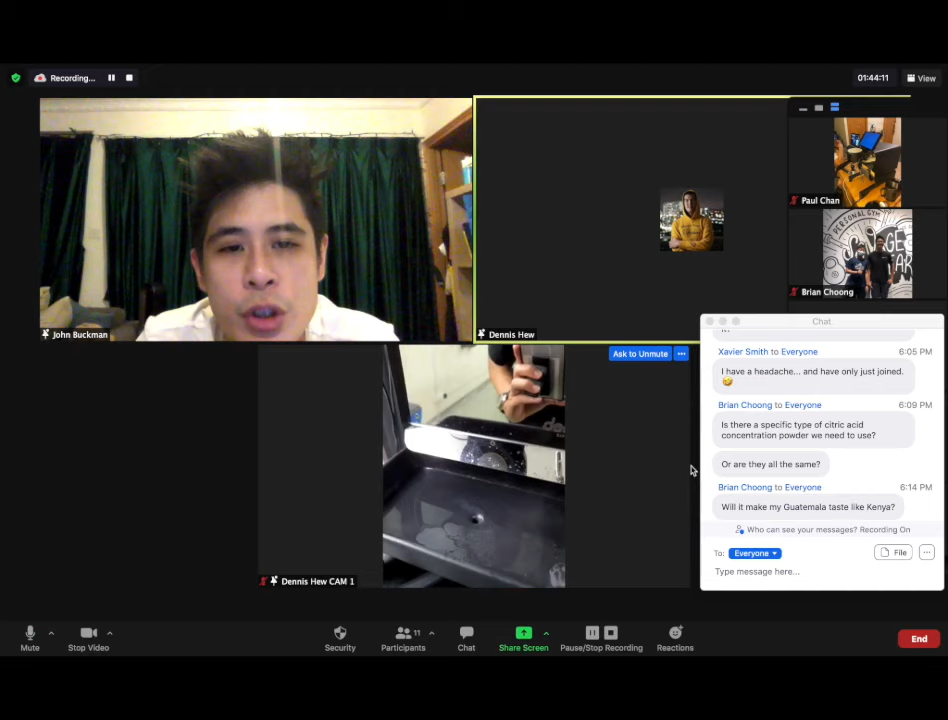 Recording...
01:44:11
View
John Buckman
Dennis Hew
Paul Chan
PERSONAL GYM
Brian Choong
Ask to Unmute
Dennis Hew CAM 1
Chat
Xavier Smith to Everyone
6:05 PM
I have a headache... and have only just joined.
🤣
Brian Choong to Everyone
6:09 PM
Is there a specific type of citric acid
concentration powder we need to use?
Or are they all the same?
Brian Choong to Everyone
6:14 PM
Will it make my Guatemala taste like Kenya?
Who can see your messages? Recording On
To: Everyone
File
Type message here...
Mute
Stop Video
Security
11
Participants
Chat
Share Screen
Pause/Stop Recording
Reactions
End